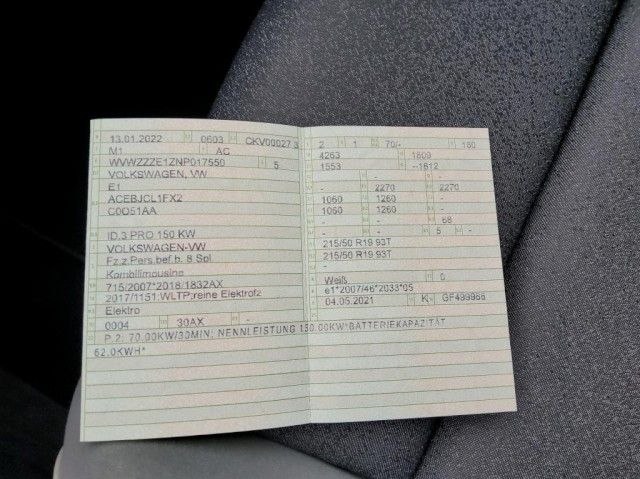 13.01.2022 0603 CKV00027 3
M1 AC
WVWZZZE1ZNP017550 5
VOLKSWAGEN, VW
E1
ACEBJCL1FX2
C0O51AA
ID.3 PRO 150 KW
VOLKSWAGEN-VW
Fz.z.Pers.bef.b. 8 Spl.
Kombilimousine
715/2007*2018/1832AX
2017/1151;WLTP;reine Elektrofz
Elektro
0004 30AX
P.2: 70.00KW/30MIN; NENNLEISTUNG 150.00KW*BATTERIEKAPAZITÄT
62.0KWH*
2 1 70/- 160
4263 1809
1553 --1812
- - -
- 2270 2270
1060 1260 -
1060 1260 -
- - 68
- 5 -
215/50 R19 93T
215/50 R19 93T
-
Weiß 0
e1*2007/46*2033*05
04.05.2021 K GF499986